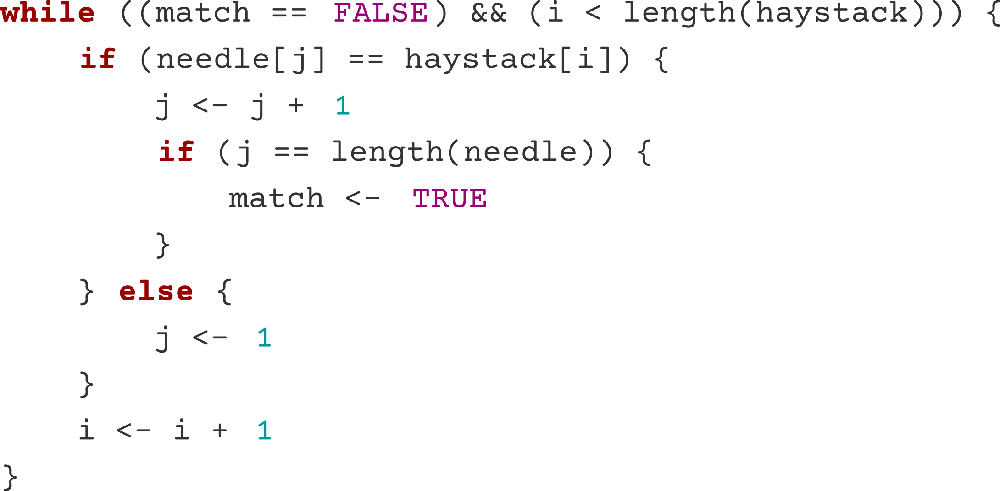 while ((match == FALSE) && (i < length(haystack))) {
    if (needle[j] == haystack[i]) {
        j <- j + 1
        if (j == length(needle)) {
            match <- TRUE
        }
    } else {
        j <- 1
    }
    i <- i + 1
}